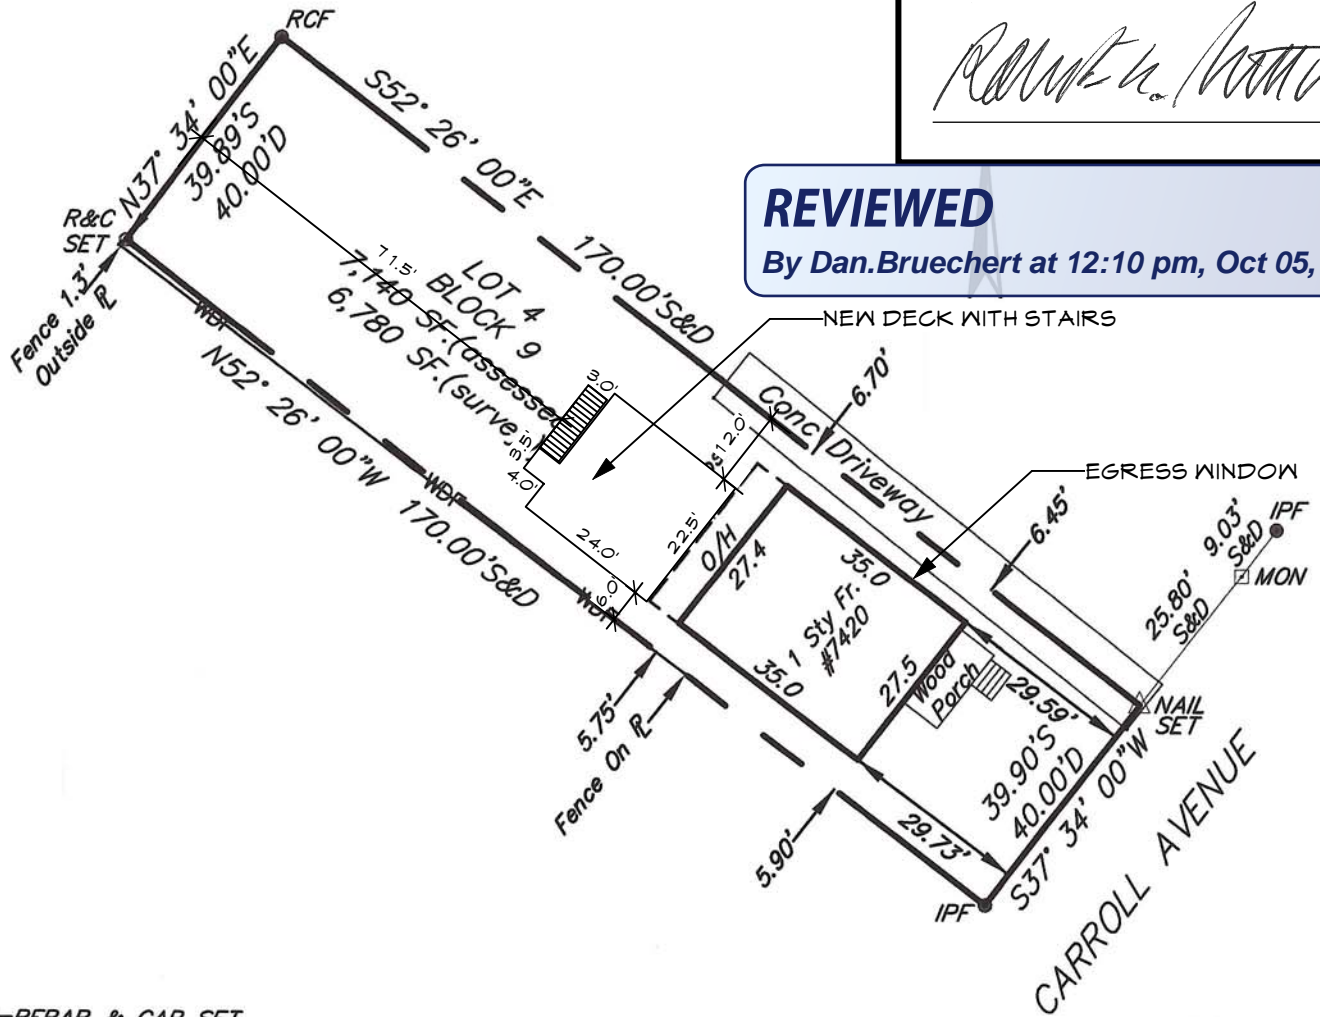 RCF
N37° 34' 00"E
39.89'S
40.00'D
S52° 26' 00"E
170.00'S&D
REVIEWED
By Dan.Bruechert at 12:10 pm, Oct 05,
R&C
SET
Fence 1.3'
Outside ℄
WDF
71.5'
LOT 4
BLOCK 9
7,140 SF.(assessed
6,780 SF.(survey
NEW DECK WITH STAIRS
N52° 26' 00"W
170.00'S&D
WDF
WDF
3.0'
3.5'
4.0'
24.0'
22.5'
12.0'
6.0'
Conc Driveway
6.70'
EGRESS WINDOW
6.45'
O/H
27.4
35.0
1 Sty Fr.
#7420
35.0
27.5
Wood
Porch
29.59'
IPF
9.03'
S&D
MON
25.80'
S&D
NAIL
SET
39.90'S
40.00'D
S37° 34' 00"W
5.75'
Fence On ℄
5.90'
29.73'
IPF
CARROLL AVENUE
REBAR & CAP SET